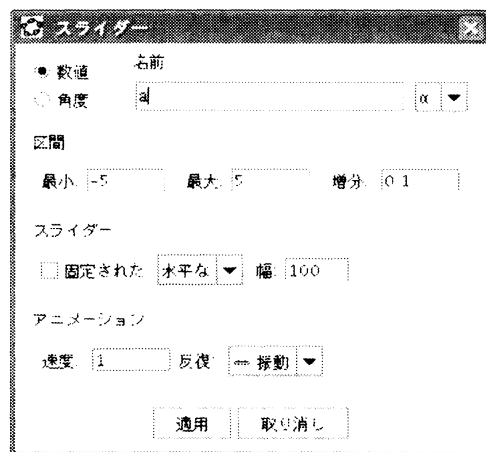 スライダー
数値 名前
角度 a α
区間
最小: -5 最大: 5 増分: 0.1
スライダー
固定された 水平な 幅: 100
アニメーション
速度: 1 反復: ⇔ 振動
適用 取り消し